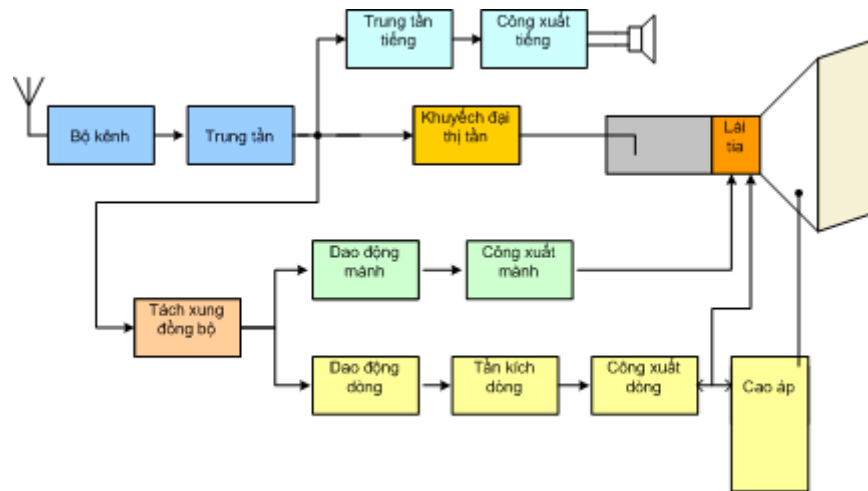 Trung tần
tiếng
Công xuất
tiếng
Bộ kênh
Trung tần
Khuyếch đại
thị tần
Lái
tia
Dao động
mành
Công xuất
mành
Tách xung
đồng bộ
Dao động
dòng
Tần kích
dòng
Công xuất
dòng
Cao áp